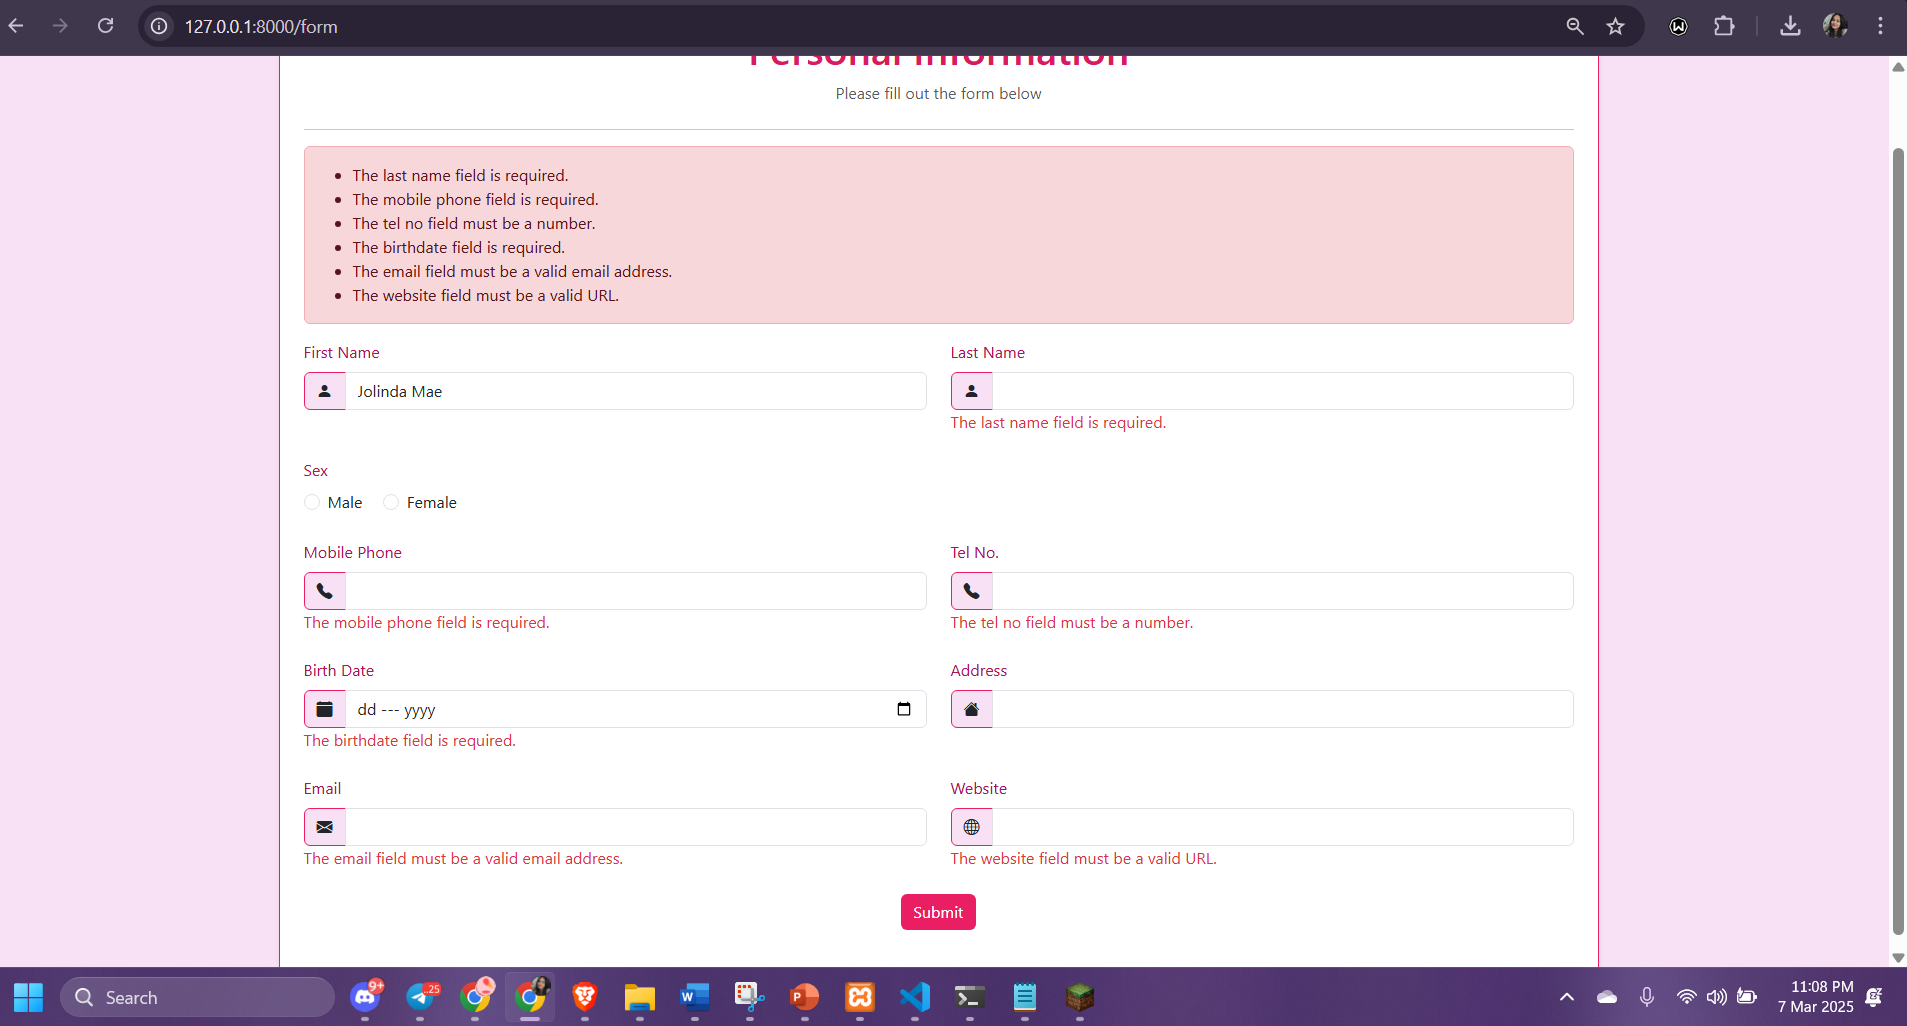 127.0.0.1:8000/form
Personal Information
Please fill out the form below
The last name field is required.
The mobile phone field is required.
The tel no field must be a number.
The birthdate field is required.
The email field must be a valid email address.
The website field must be a valid URL.
First Name
Last Name
Jolinda Mae
The last name field is required.
Sex
Male
Female
Mobile Phone
Tel No.
The mobile phone field is required.
The tel no field must be a number.
Birth Date
Address
dd --- yyyy
The birthdate field is required.
Email
Website
The email field must be a valid email address.
The website field must be a valid URL.
Submit
Search
9+
25
W
P
11:08 PM
7 Mar 2025